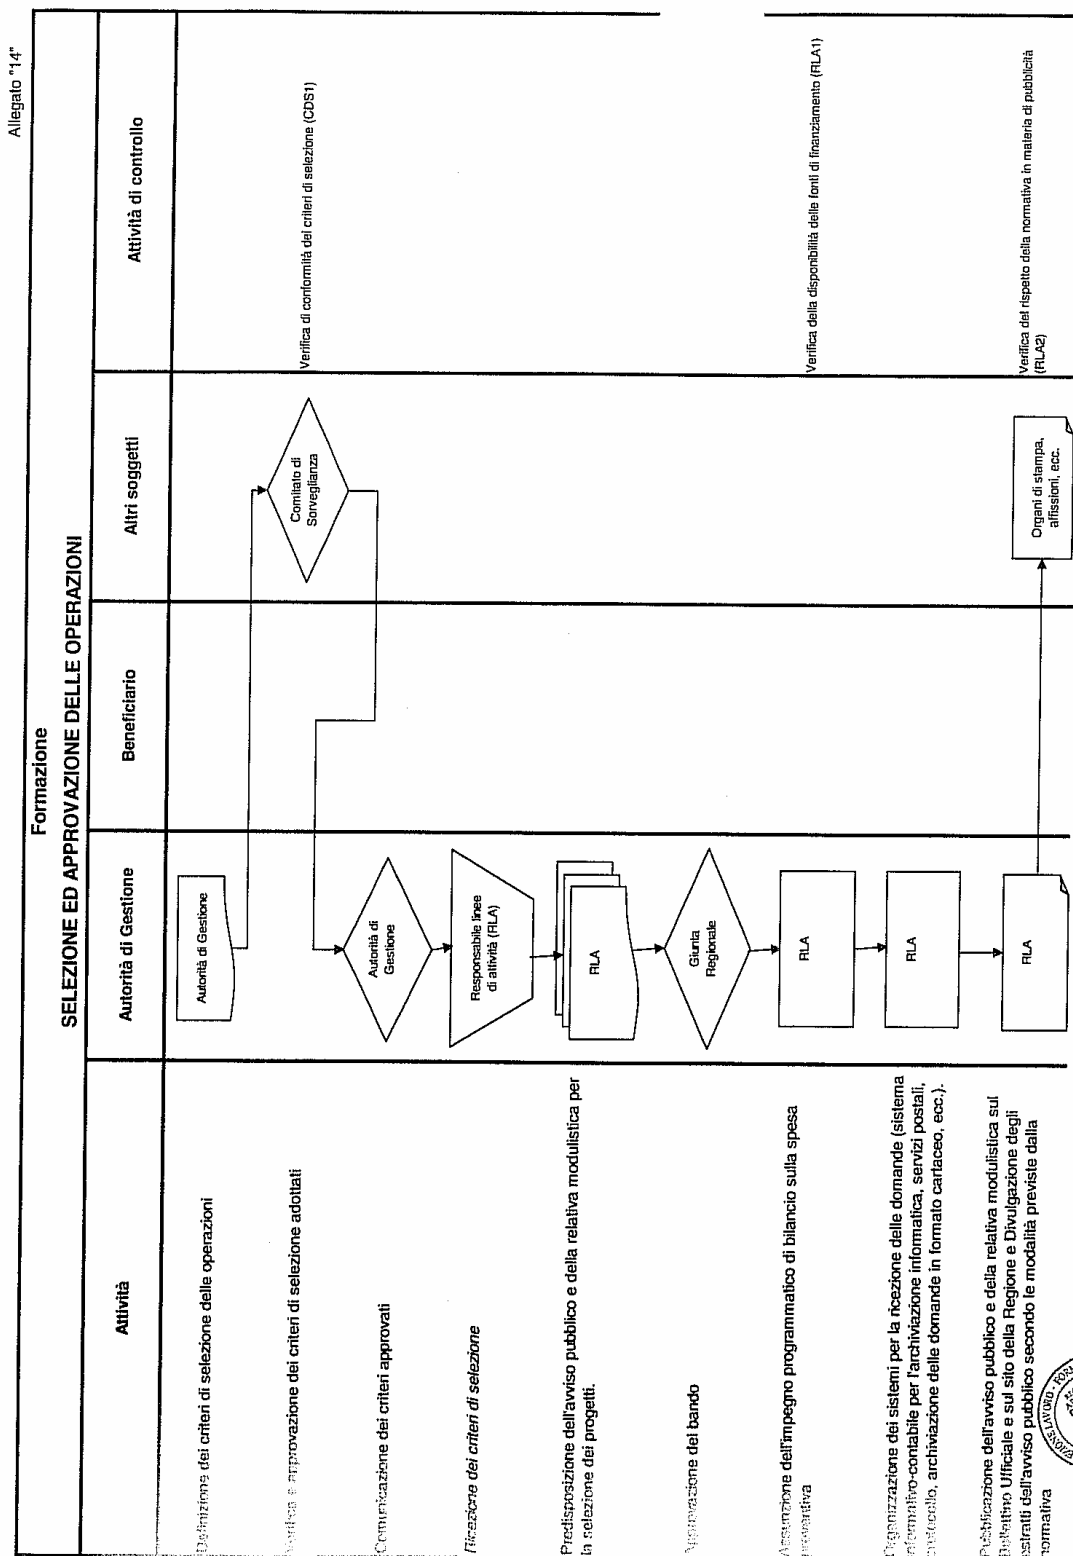 Allegato "14"
Formazione
SELEZIONE ED APPROVAZIONE DELLE OPERAZIONI
Attività
Autorità di Gestione
Beneficiario
Altri soggetti
Attività di controllo
Definizione dei criteri di selezione delle operazioni
Autorità di Gestione
Verifica e approvazione dei criteri di selezione adottati
Comitato di
Sorveglianza
Verifica di conformità dei criteri di selezione (CDS1)
Comunicazione dei criteri approvati
Autorità di
Gestione
Ricezione dei criteri di selezione
Responsabile linee
di attività (RLA)
Predisposizione dell'avviso pubblico e della relativa modulistica per
la selezione dei progetti.
RLA
Approvazione del bando
Giunta
Regionale
Assunzione dell'impegno programmatico di bilancio sulla spesa
preventiva
RLA
Verifica della disponibilità delle fonti di finanziamento (RLA1)
Organizzazione dei sistemi per la ricezione delle domande (sistema
informativo-contabile per l'archiviazione informatica, servizi postali,
protocollo, archiviazione delle domande in formato cartaceo, ecc.).
RLA
Pubblicazione dell'avviso pubblico e della relativa modulistica sul
Bollettino Ufficiale e sul sito della Regione e Divulgazione degli
estratti dell'avviso pubblico secondo le modalità previste dalla
normativa
RLA
Organi di stampa,
affissioni, ecc.
Verifica del rispetto della normativa in materia di pubblicità
(RLA2)
LAVORO